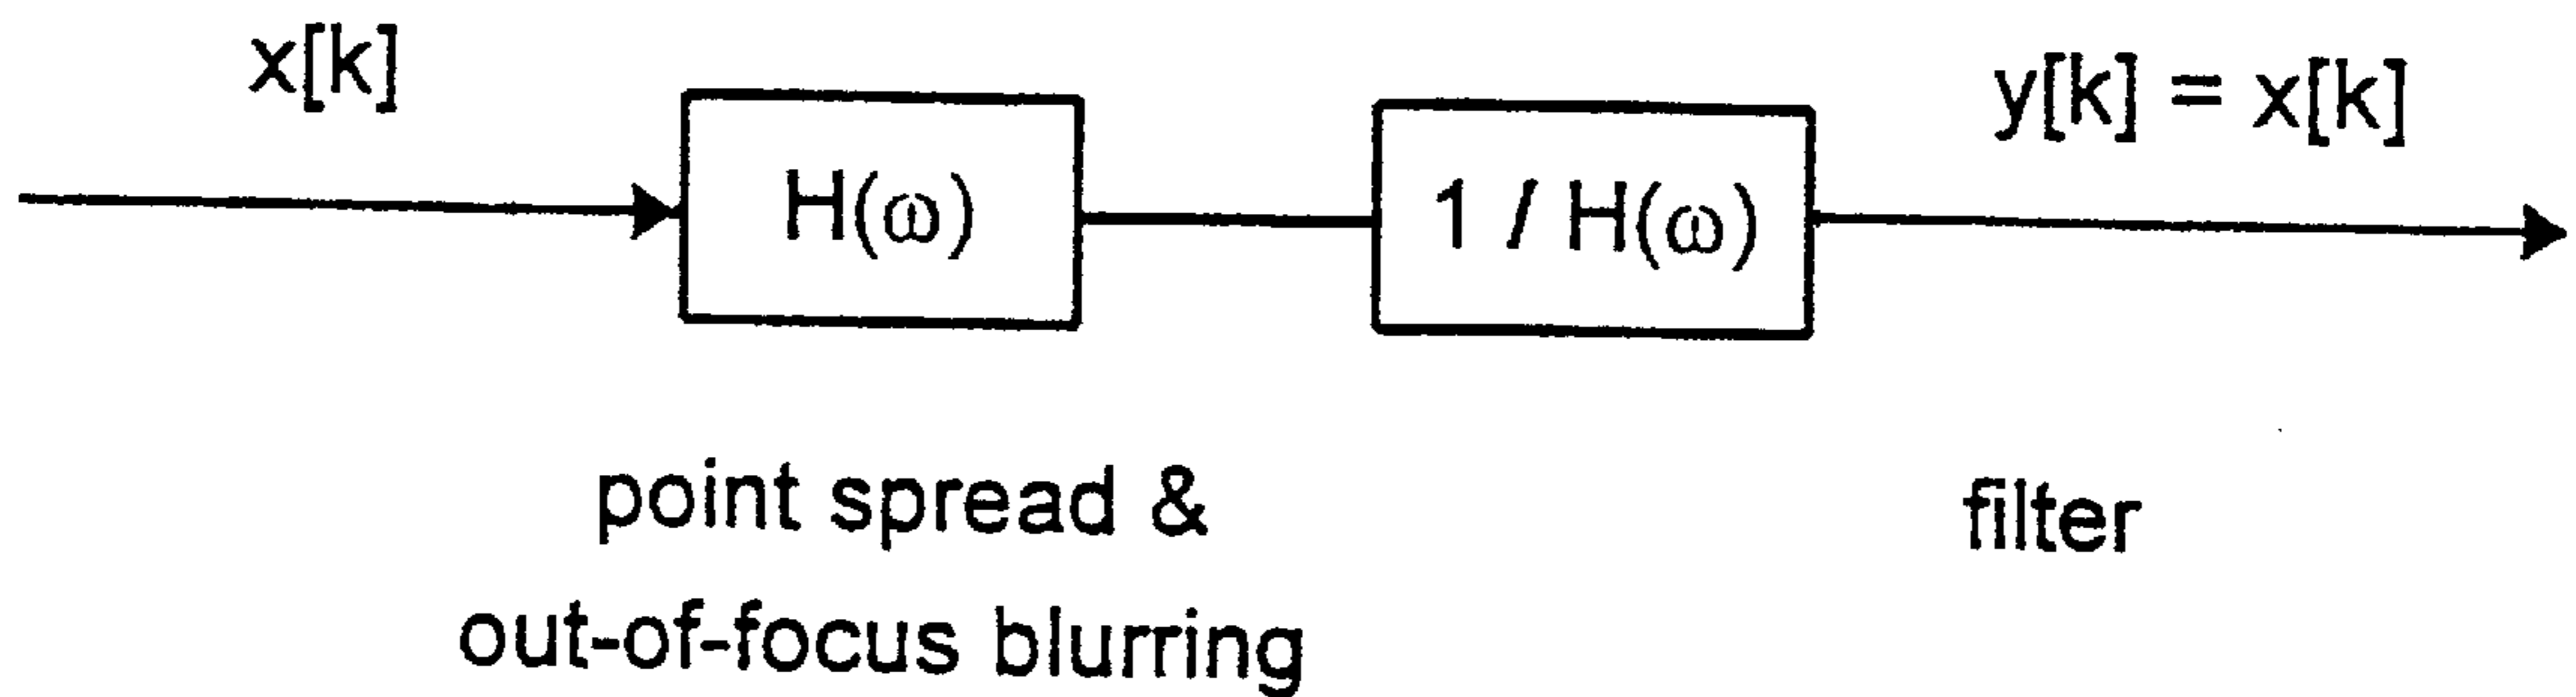 x[k]
y[k] = x[k]
H(ω)
1 / H(ω)
point spread &
out-of-focus blurring
filter